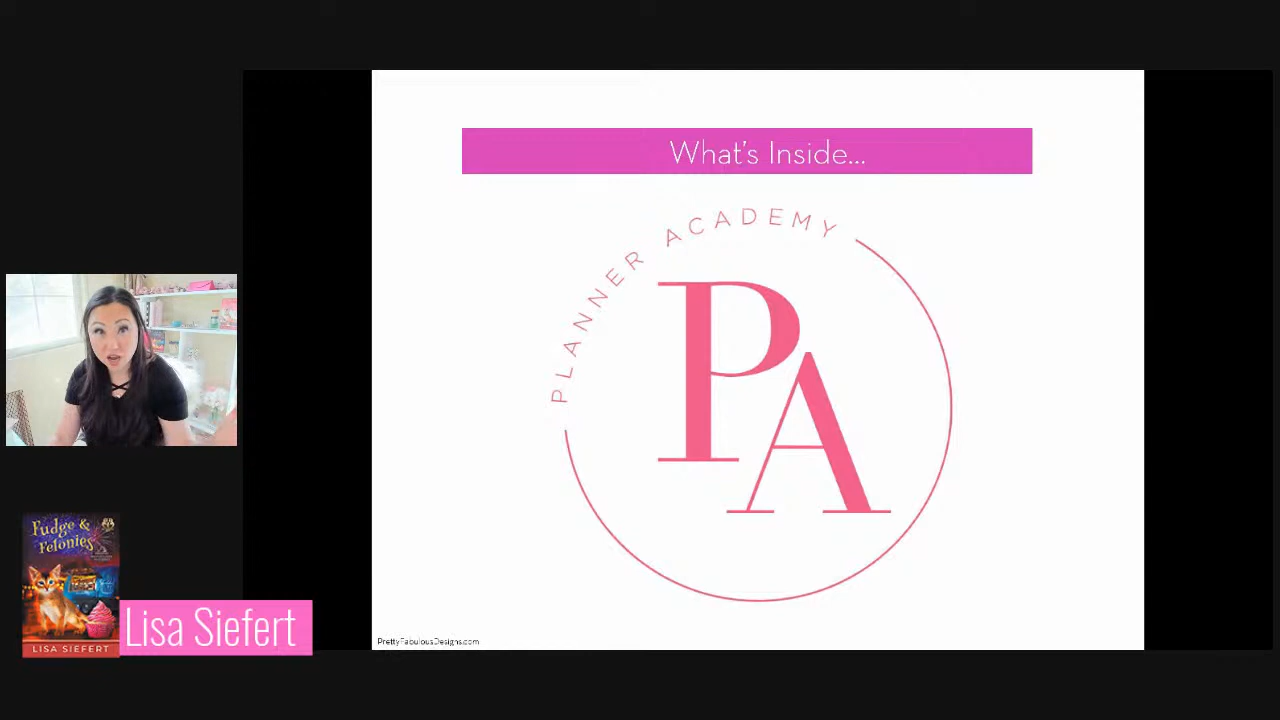 What's Inside...
PLANNER ACADEMY
PA
Fudge &
Felonies
LISA SIEFERT
Lisa Siefert
PrettyFabulousDesigns.com